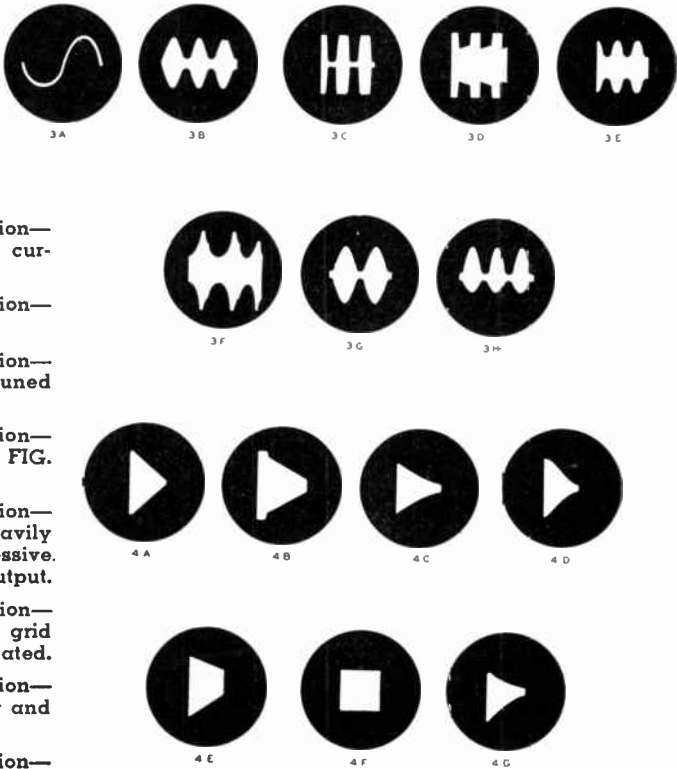 3A 3B 3C 3D 3E
ion—
cur-
ion—
ion—
uned
3F 3G 3H
ion—
FIG.
ion—
avily
ssive.
utput.
4A 4B 4C 4D
ion—
grid
ated.
ion—
and
4E 4F 4G
ion—